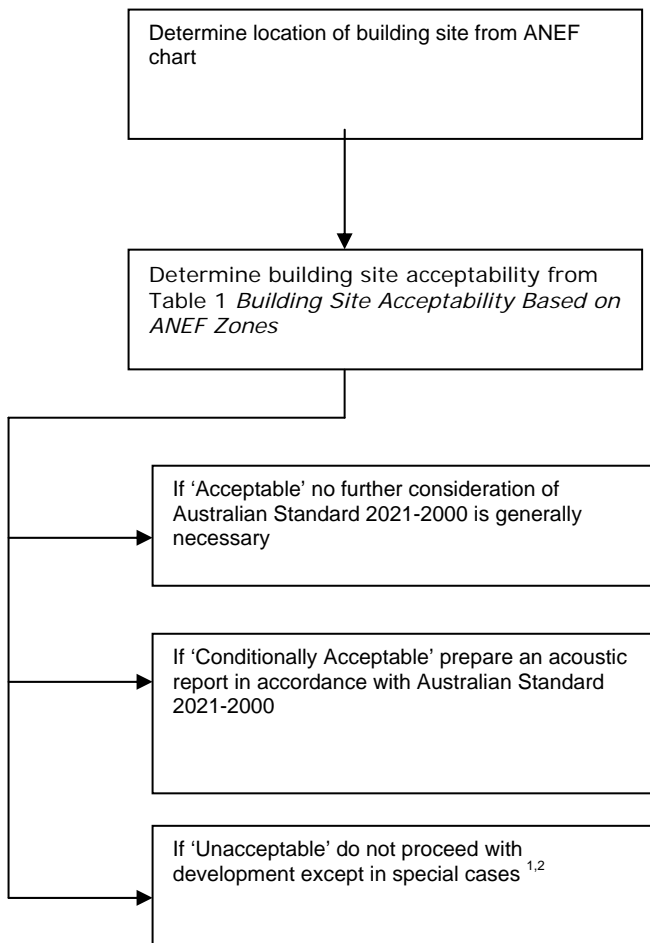 Determine location of building site from ANEF
chart
Determine building site acceptability from
Table 1 Building Site Acceptability Based on
ANEF Zones
If ‘Acceptable’ no further consideration of
Australian Standard 2021-2000 is generally
necessary
If ‘Conditionally Acceptable’ prepare an acoustic
report in accordance with Australian Standard
2021-2000
If ‘Unacceptable’ do not proceed with
development except in special cases 1,2